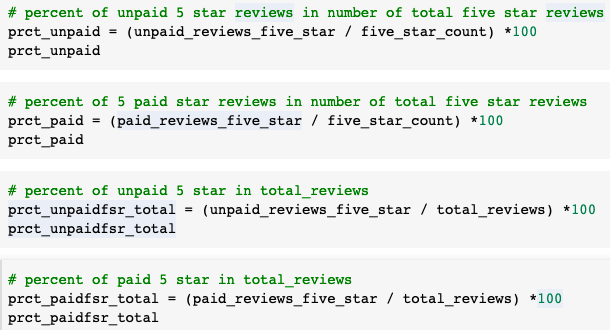 # percent of unpaid 5 star reviews in number of total five star reviews
prct_unpaid = (unpaid_reviews_five_star / five_star_count) *100
prct_unpaid
# percent of 5 paid star reviews in number of total five star reviews
prct_paid = (paid_reviews_five_star / five_star_count) *100
prct_paid
# percent of unpaid 5 star in total_reviews
prct_unpaidfsr_total = (unpaid_reviews_five_star / total_reviews) *100
prct_unpaidfsr_total
# percent of paid 5 star in total_reviews
prct_paidfsr_total = (paid_reviews_five_star / total_reviews) *100
prct_paidfsr_total